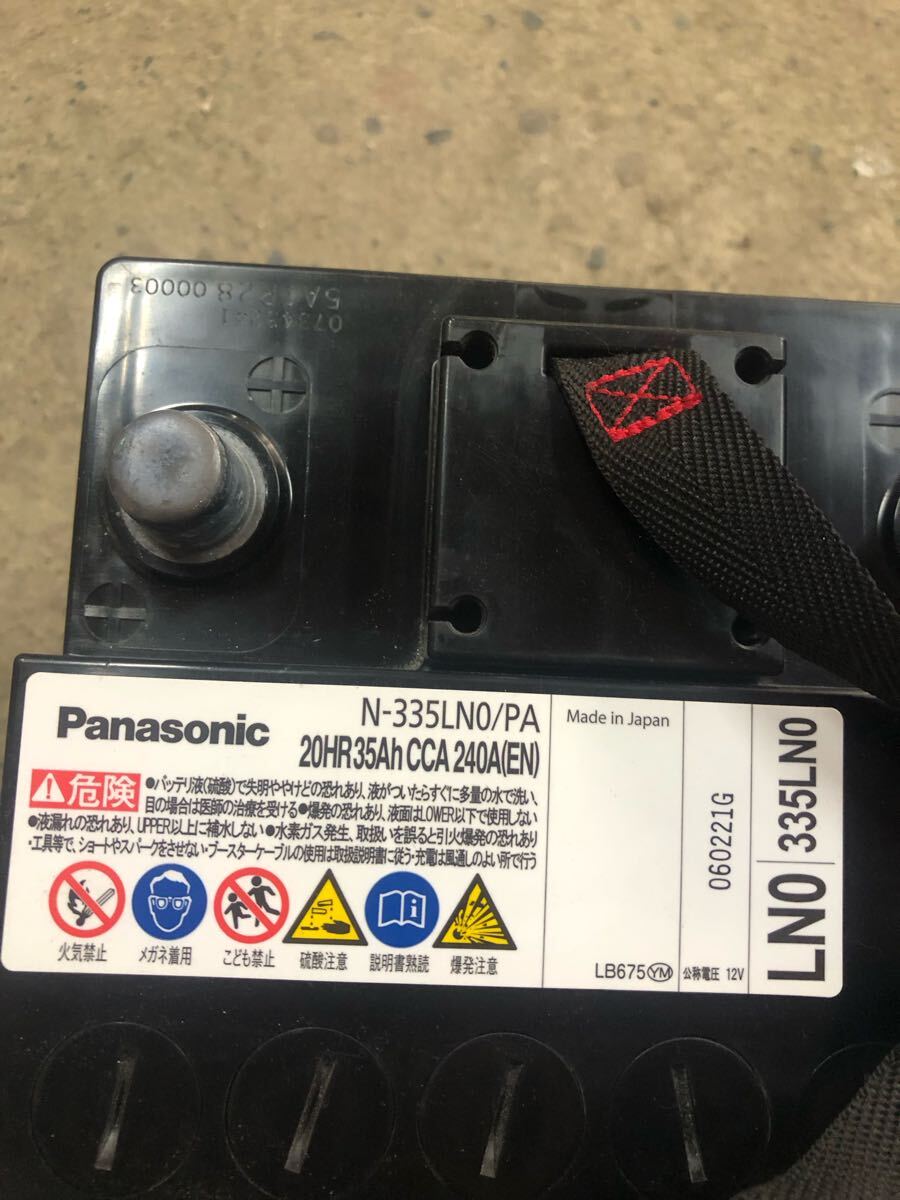 00003
Panasonic
N-335LN0/PA
20HR35Ah CCA 240A(EN)
危険
●バッテリ液(硫酸)で失明ややけどの恐れあり、液がついたらすぐに多量の水で洗い、
目の場合は医師の治療を受ける●爆発の恐れあり、液面はLOWER以下で使用しない
●液漏れの恐れあり、UPPER以上に補水しない●水素ガス発生、取扱いを誤ると引火爆発の恐れあり
・工具等で、ショートやスパークをさせない・ブースターケーブルの使用は取扱説明書に従う・充電は風通しのよい所で行う
火気禁止
メガネ着用
こども禁止
硫酸注意
説明書熟読
爆発注意
Made in Japan
LB675 YM
060221G
公称電圧 12V
LN0 335LN0